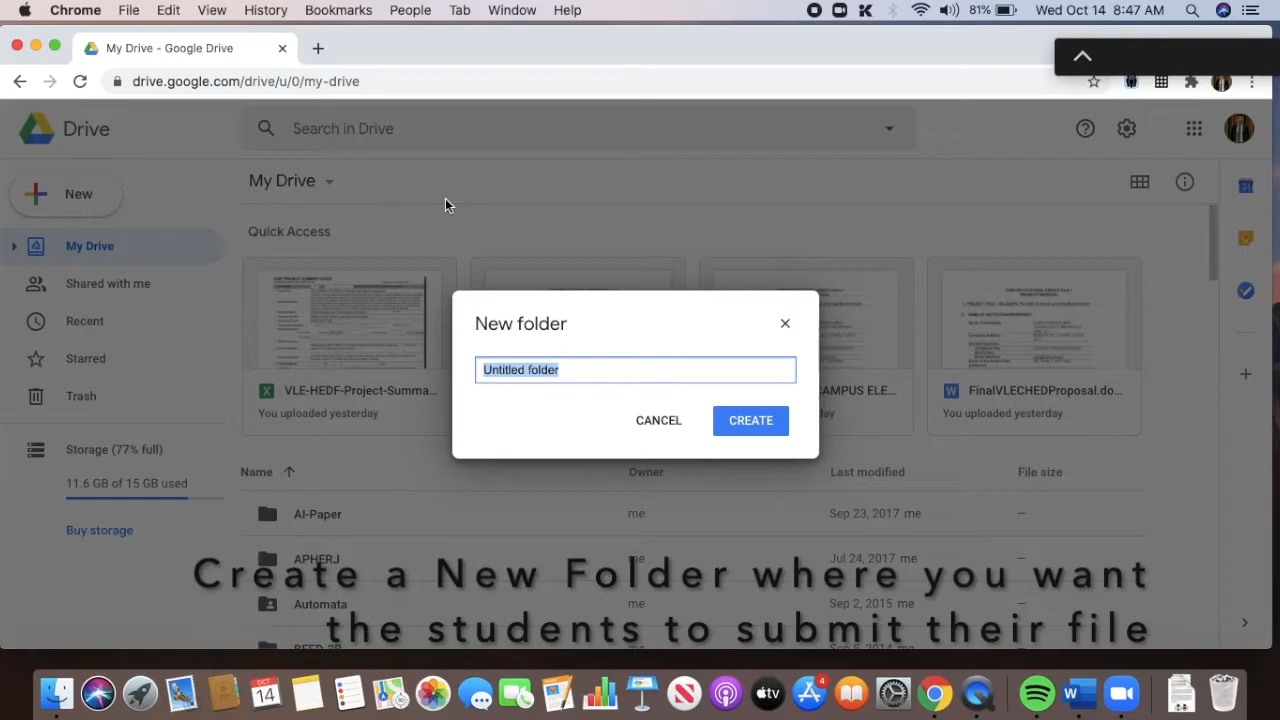 Chrome File Edit View History Bookmarks People Tab Window Help 81% Wed Oct 14 8:47 AM
My Drive - Google Drive
drive.google.com/drive/u/0/my-drive
Drive
Search in Drive
New
My Drive
My Drive
Shared with me
Recent
Starred
Trash
Storage (77% full)
11.6 GB of 15 GB used
Buy storage
Quick Access
VLE-HEDF-Project-Summa...
You uploaded yesterday
CAMPUS ELE...
FinalVLECHEDProposal.do...
You uploaded yesterday
New folder
Untitled folder
CANCEL CREATE
Name Owner Last modified File size
AI-Paper me Sep 23, 2017 me –
APHERJ me Jul 24, 2017 me –
Automata me Sep 2, 2015 me –
Create a New Folder where you want
the students to submit their file
OCT
14
4